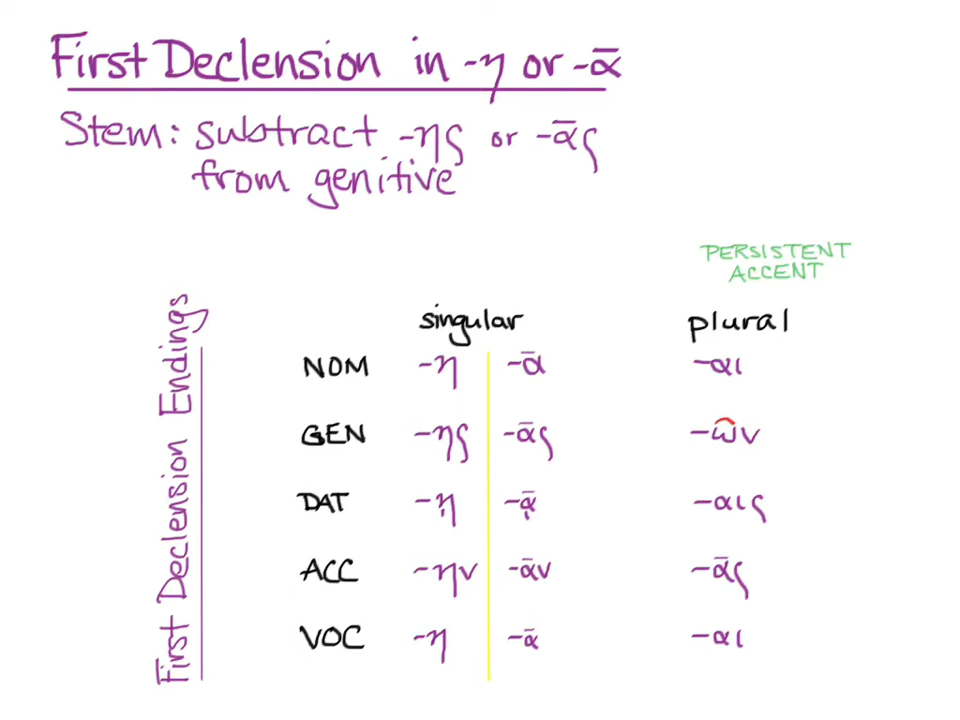 First Declension in -η or -ᾱ
Stem: subtract -ης or -ᾱς
from genitive
PERSISTENT
ACCENT
First Declension Endings
singular plural
NOM -η -ᾱ -αι
GEN -ης -ᾱς -ῶν
DAT -ῃ -ᾱͅ -αις
ACC -ην -ᾱν -ᾱς
VOC -η -ᾱ -αι